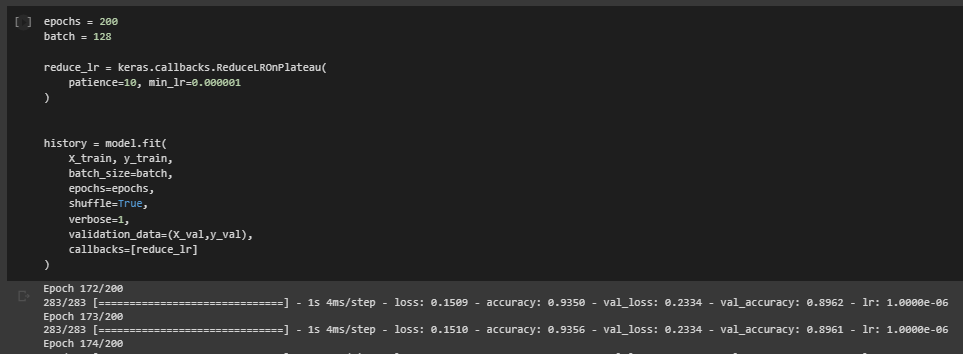 [ ] epochs = 200
batch = 128
reduce_lr = keras.callbacks.ReduceLROnPlateau(
patience=10, min_lr=0.000001
)
history = model.fit(
X_train, y_train,
batch_size=batch,
epochs=epochs,
shuffle=True,
verbose=1,
validation_data=(X_val,y_val),
callbacks=[reduce_lr]
)
Epoch 172/200
283/283 [==============================] - 1s 4ms/step - loss: 0.1509 - accuracy: 0.9350 - val_loss: 0.2334 - val_accuracy: 0.8962 - lr: 1.0000e-06
Epoch 173/200
283/283 [==============================] - 1s 4ms/step - loss: 0.1510 - accuracy: 0.9356 - val_loss: 0.2334 - val_accuracy: 0.8961 - lr: 1.0000e-06
Epoch 174/200